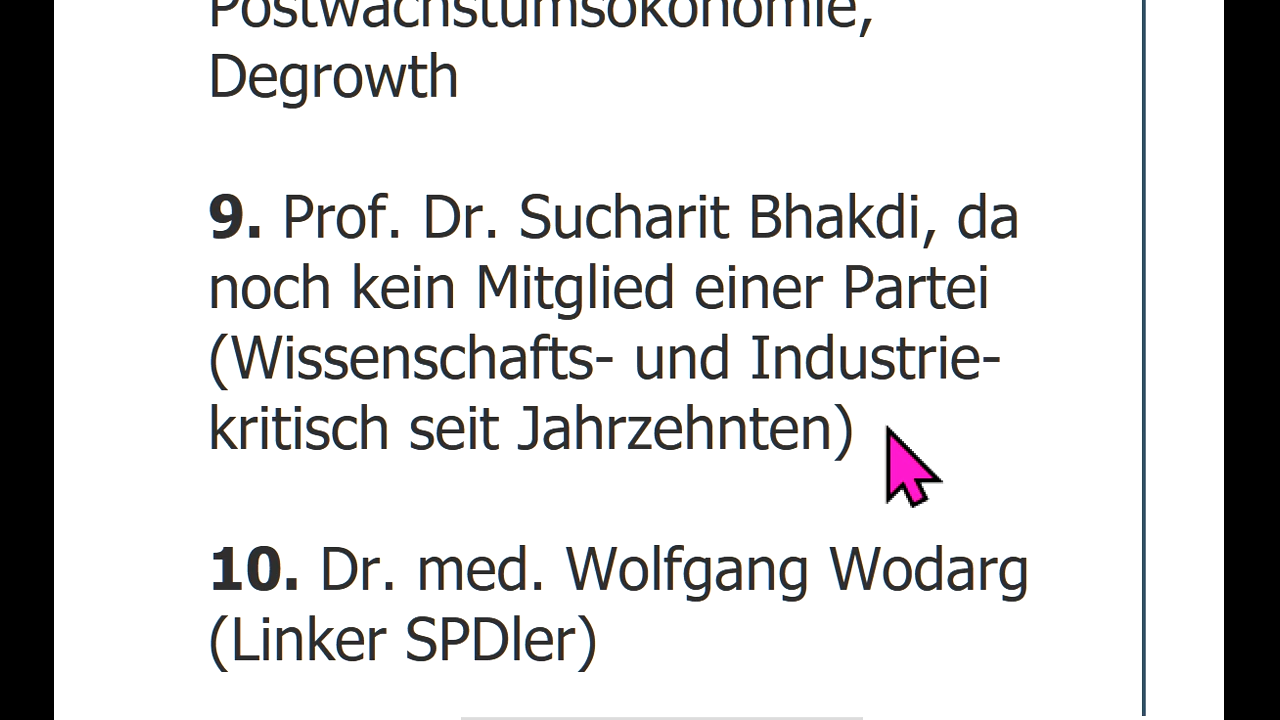 Postwachstumsökonomie,
Degrowth
9. Prof. Dr. Sucharit Bhakdi, da
noch kein Mitglied einer Partei
(Wissenschafts- und Industrie-
kritisch seit Jahrzehnten)
10. Dr. med. Wolfgang Wodarg
(Linker SPDler)